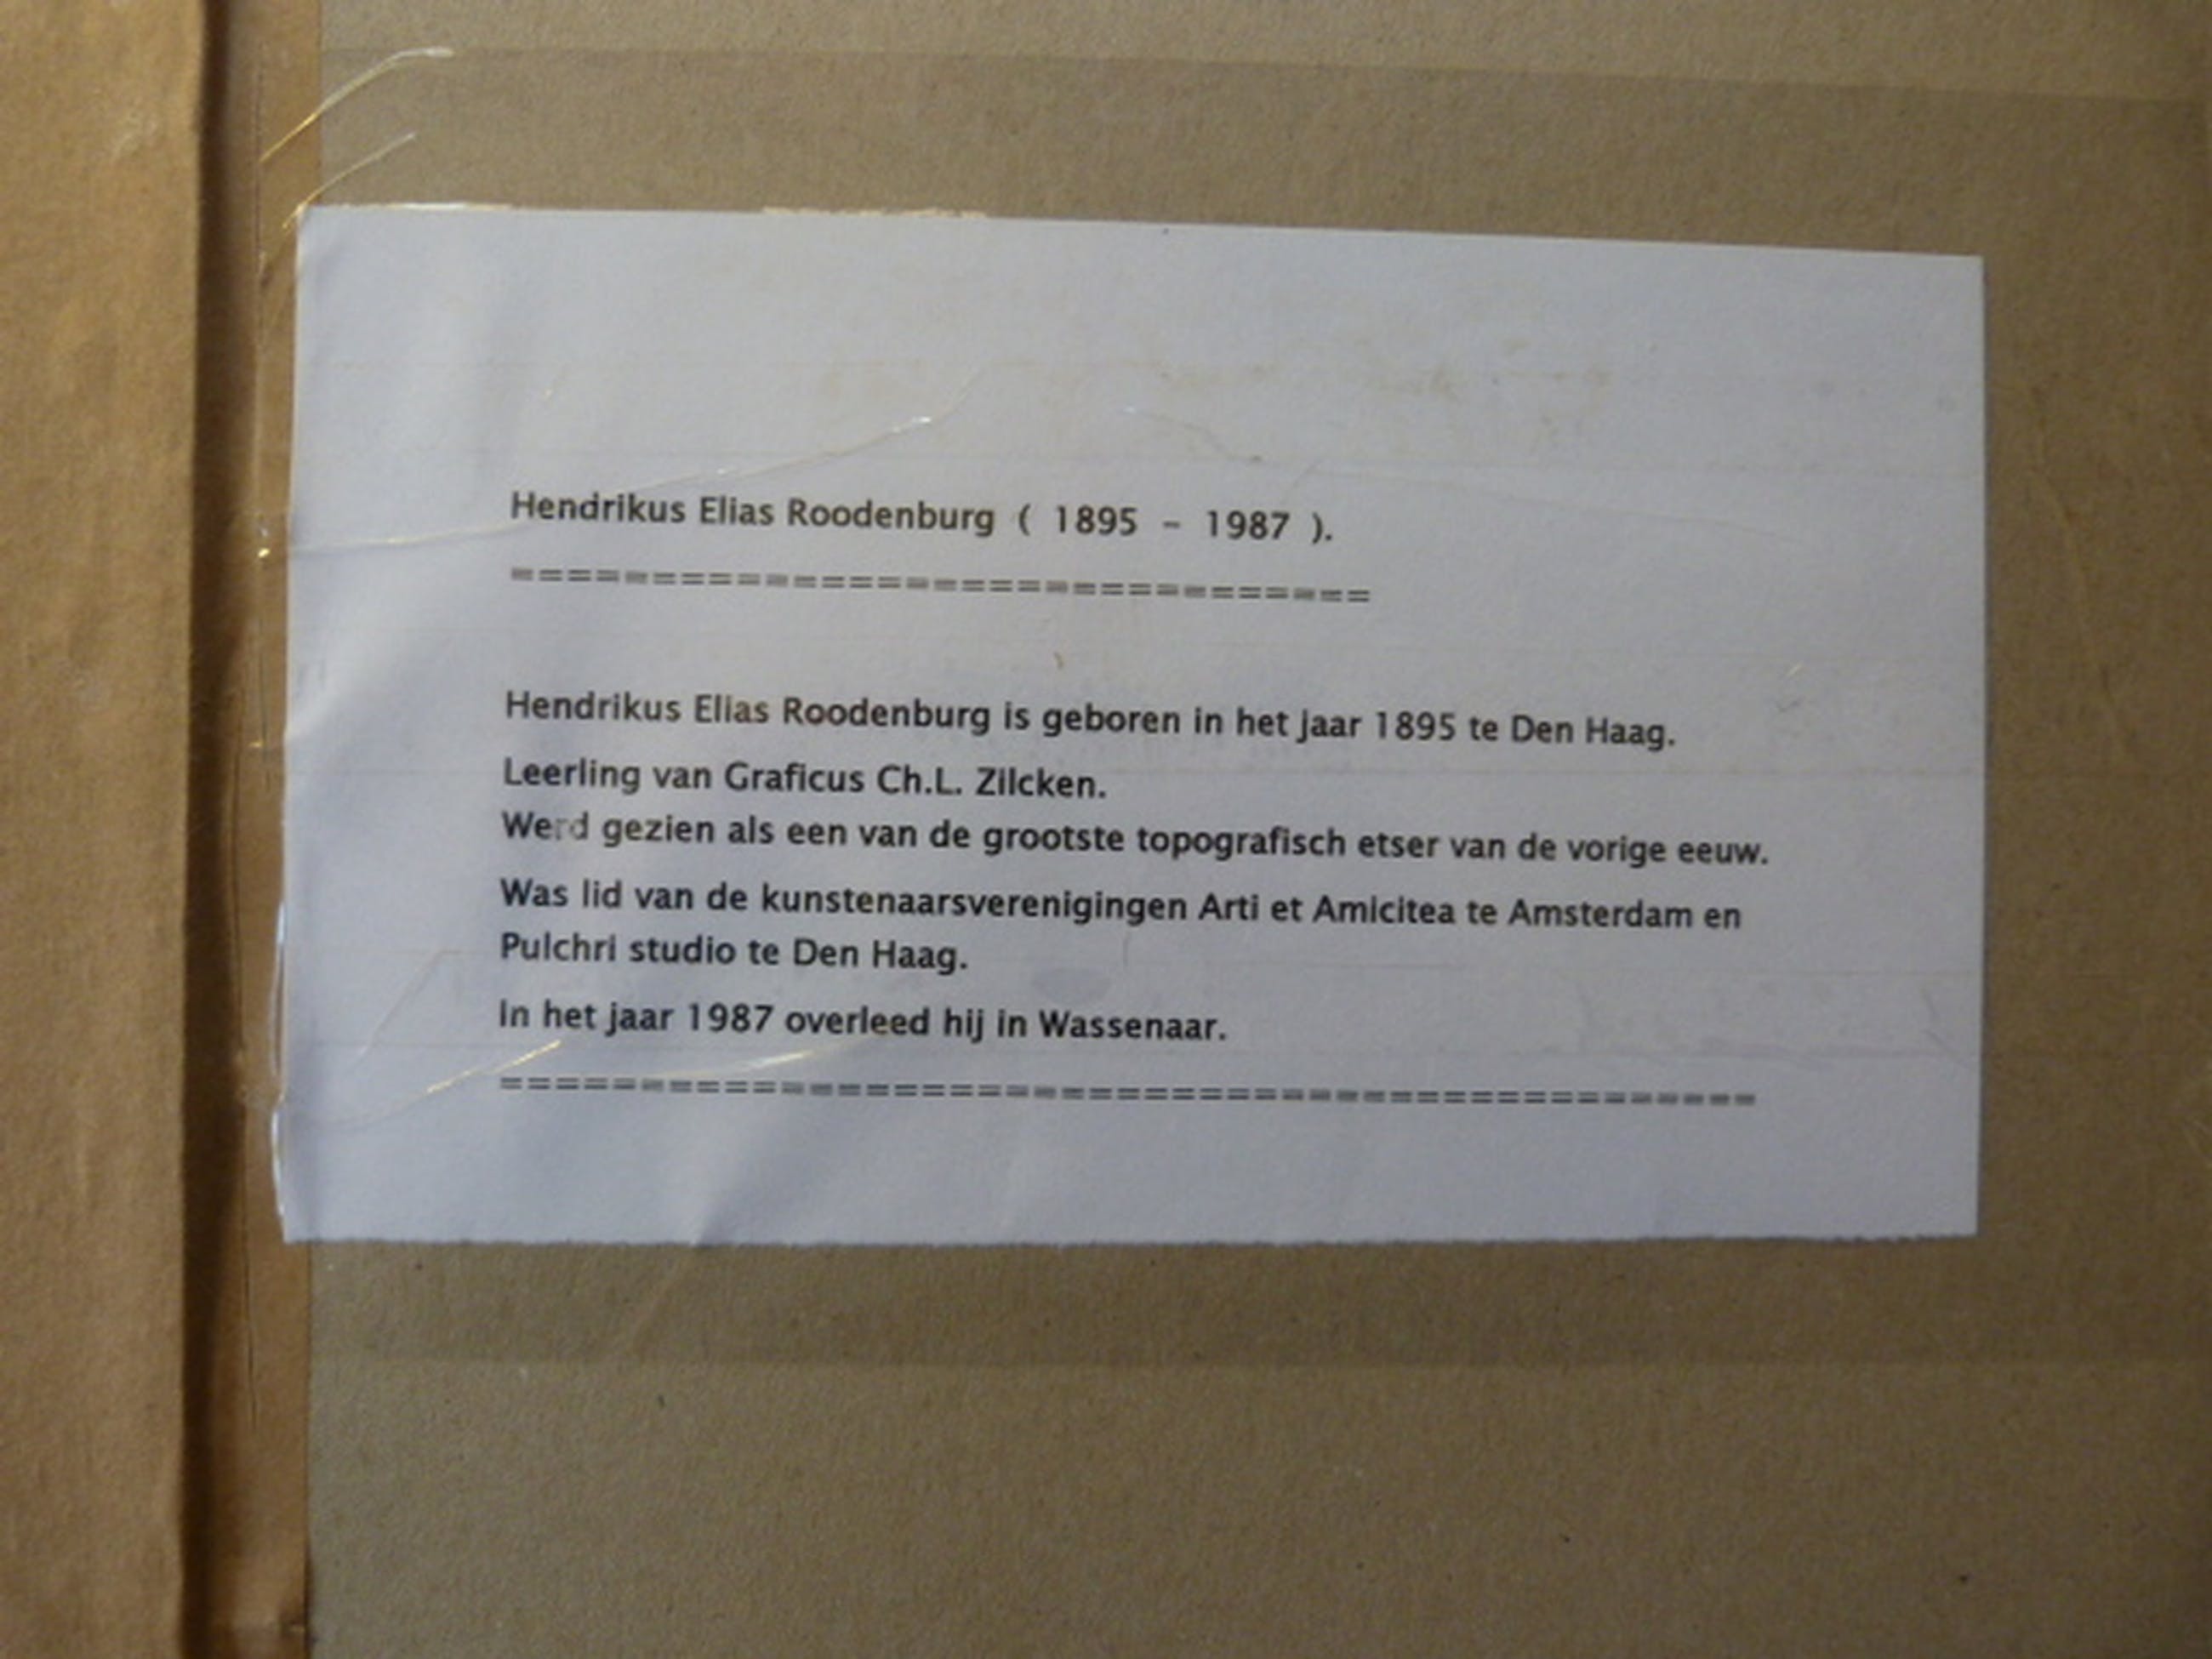 Hendrikus Elias Roodenburg ( 1895 - 1987 ).
===============================
Hendrikus Elias Roodenburg is geboren in het jaar 1895 te Den Haag.
Leerling van Graficus Ch.L. Zilcken.
Werd gezien als een van de grootste topografisch etser van de vorige eeuw.
Was lid van de kunstenaarsverenigingen Arti et Amicitea te Amsterdam en
Pulchri studio te Den Haag.
In het jaar 1987 overleed hij in Wassenaar.
=============================================